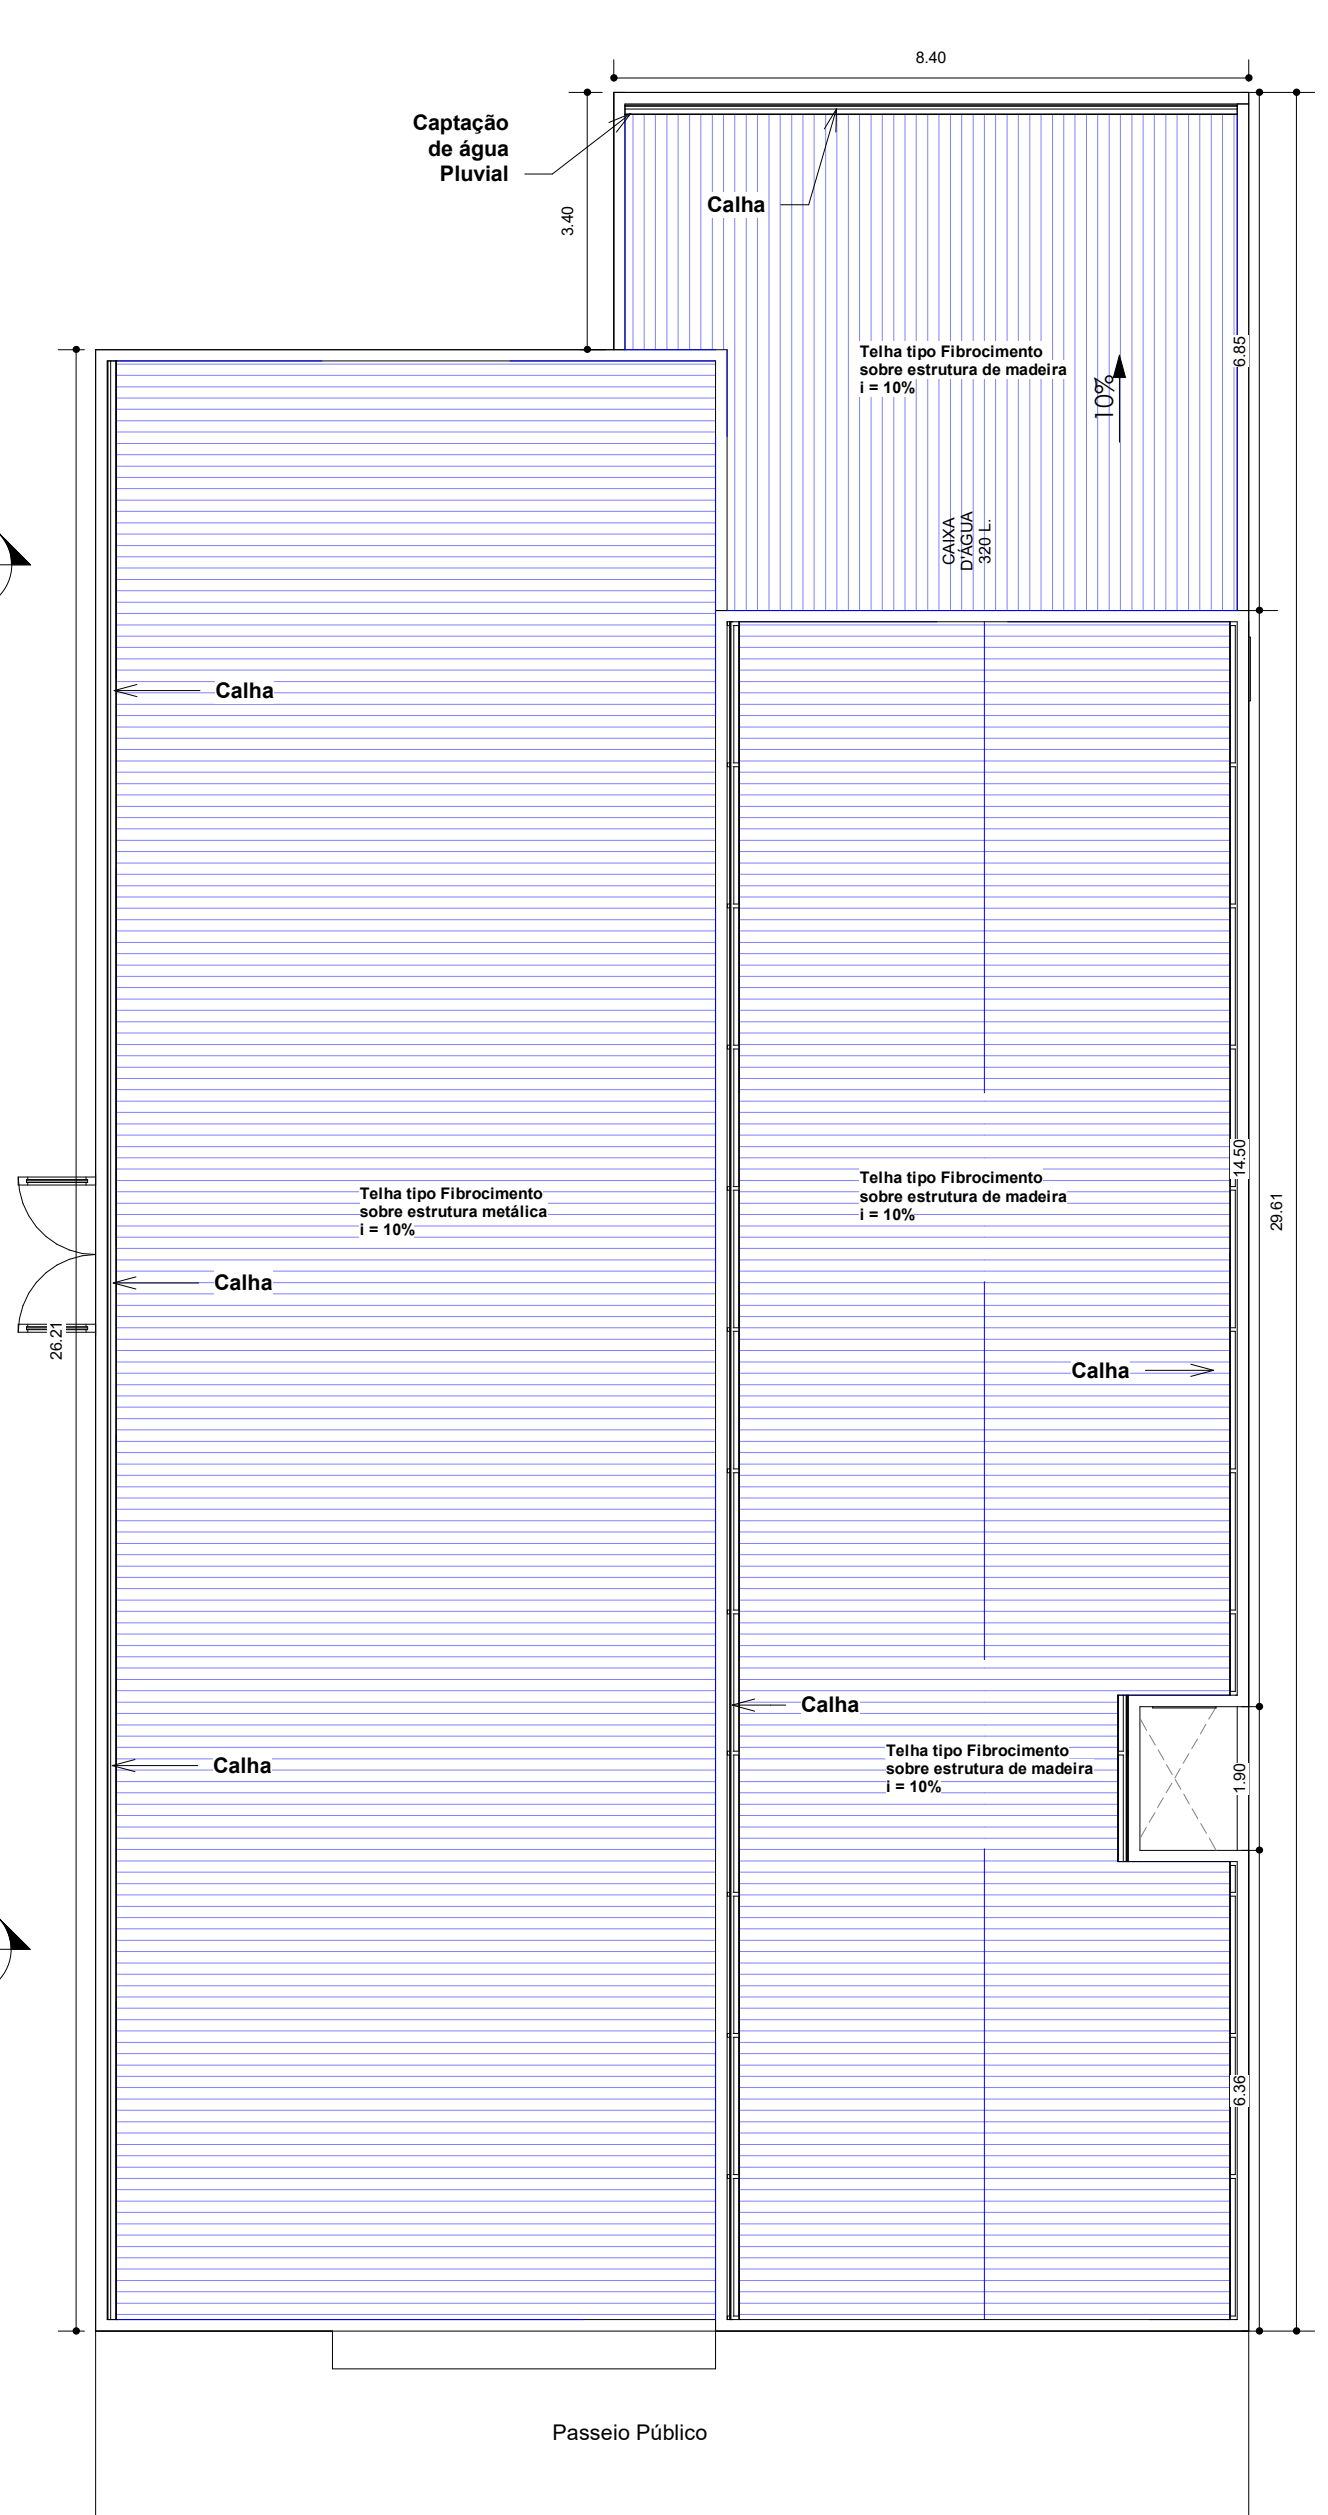 8.40
Captação
de água
Pluvial
Calha
3.40
Telha tipo Fibrocimento
sobre estrutura de madeira
i = 10%
10%
6.85
CAIXA
D'ÁGUA
320 L.
Calha
Telha tipo Fibrocimento
sobre estrutura metálica
i = 10%
Telha tipo Fibrocimento
sobre estrutura de madeira
i = 10%
14.50
29.61
Calha
26.21
Calha
Calha
Calha
Telha tipo Fibrocimento
sobre estrutura de madeira
i = 10%
1.90
6.36
Passeio Público